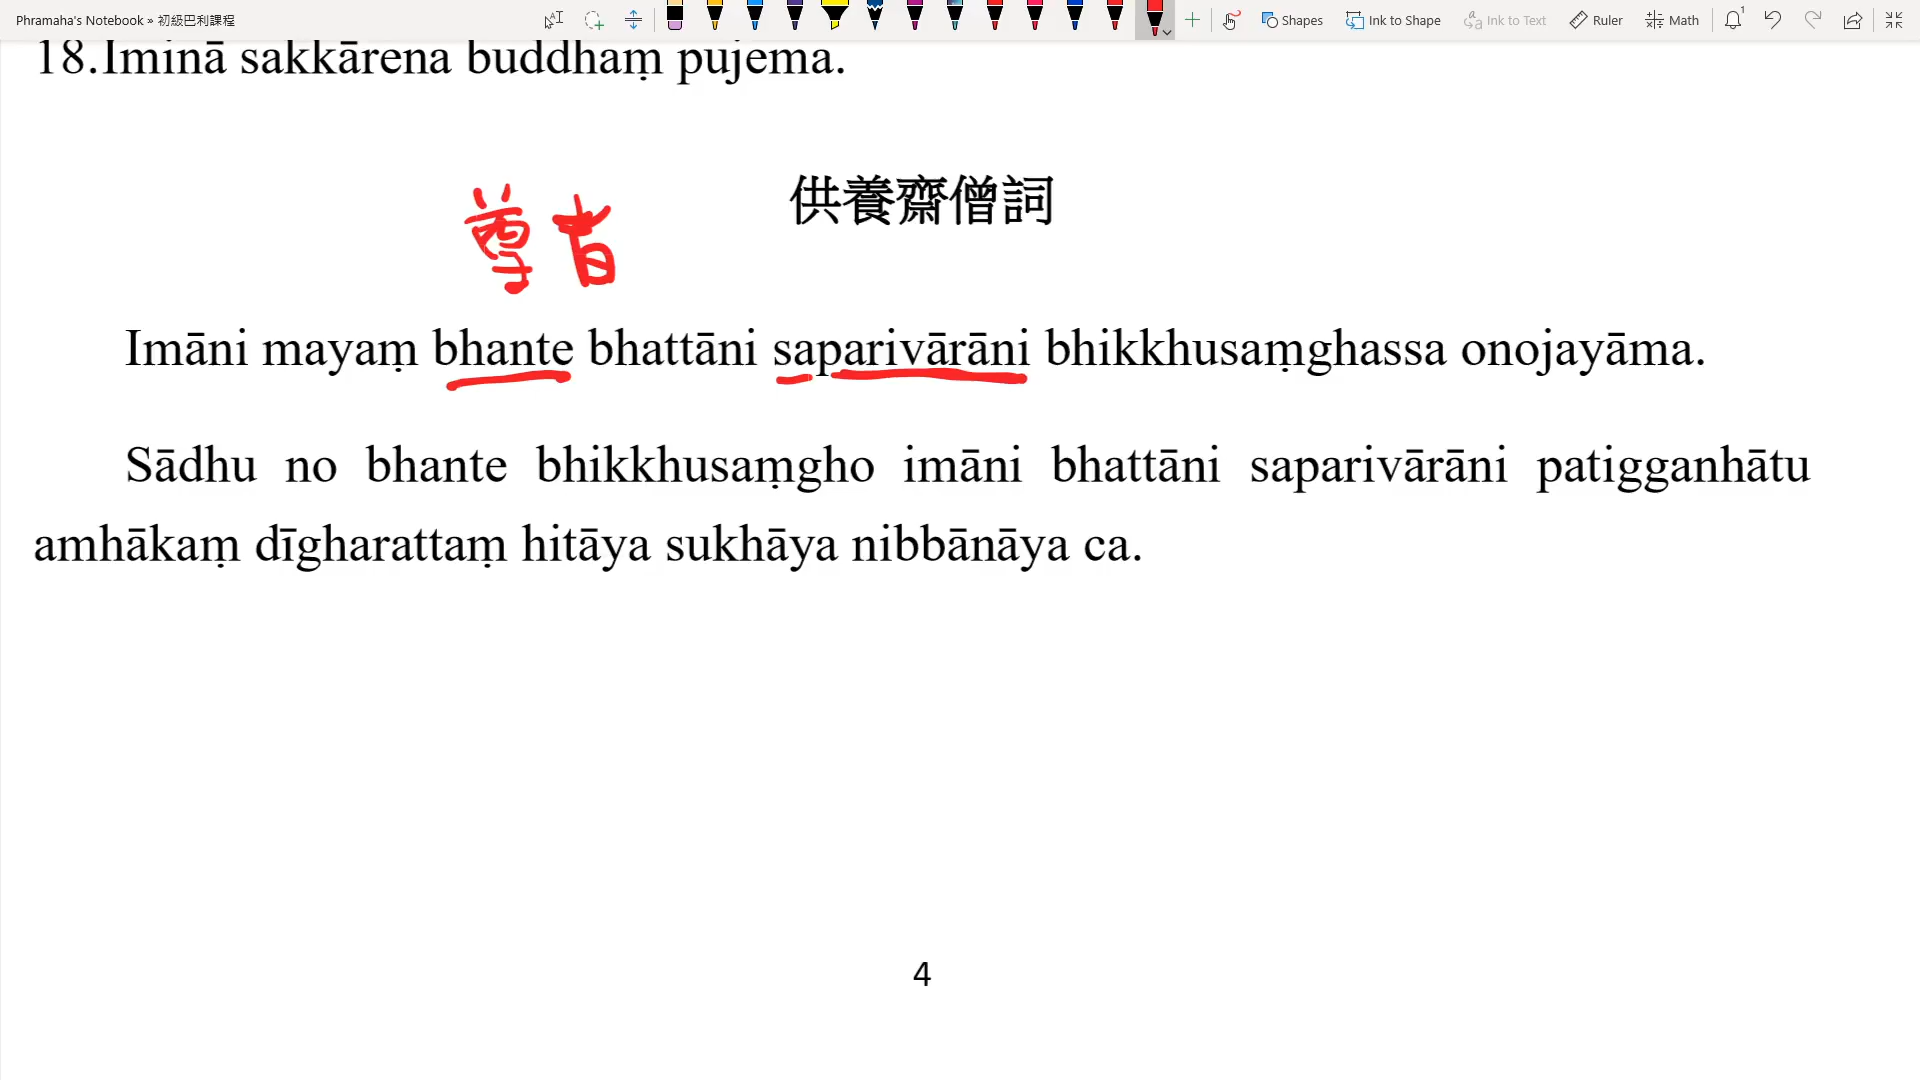 Phramaha's Notebook » 初級巴利課程
Shapes
Ink to Shape
Ink to Text
Ruler
Math
1
18.Iminā sakkārena buddhaṃ pujema.
供養齋僧詞
尊者
Imāni mayaṃ bhante bhattāni saparivārāni bhikkhusaṃghassa onojayāma.
Sādhu no bhante bhikkhusaṃgho imāni bhattāni saparivārāni patigganhātu
amhākaṃ dīgharattaṃ hitāya sukhāya nibbānāya ca.
4